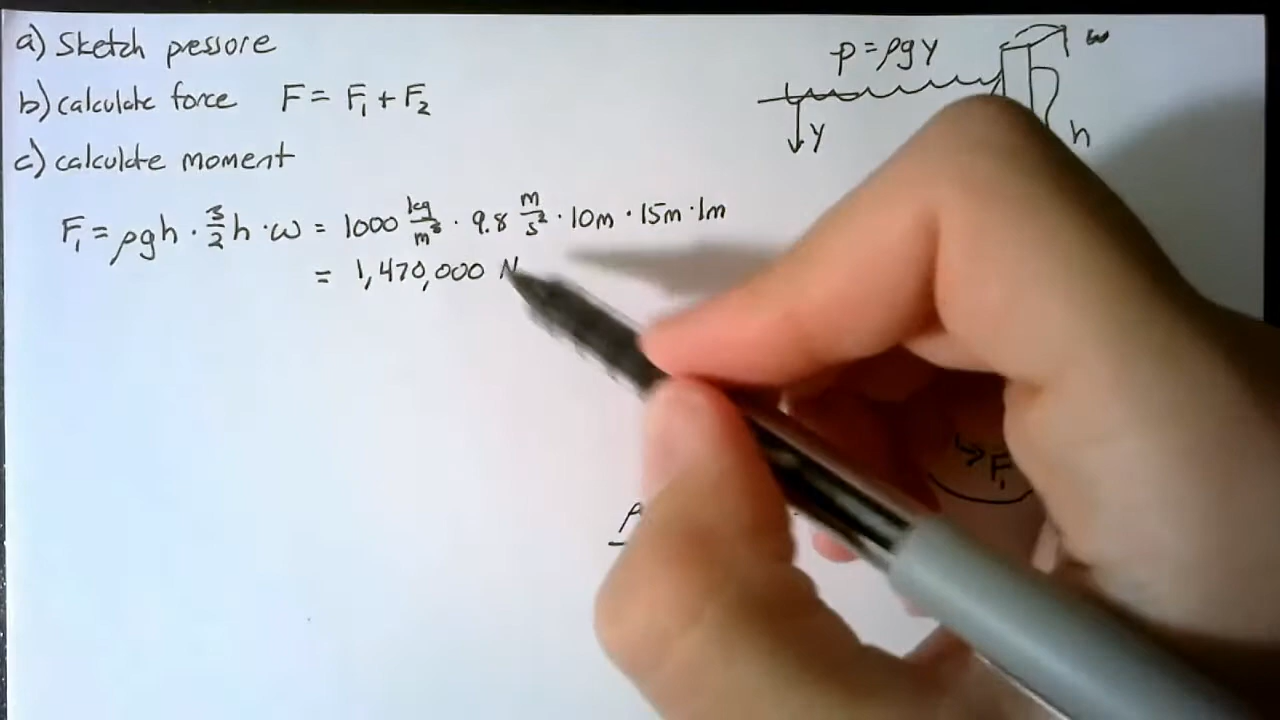 a) Sketch pessore
b) calculate force F = F₁ + F₂
c) calculate moment
p = ρgy
w
y
h
F₁ = ρgh · 3/2 h · w = 1000 kg/m³ · 9.8 m/s² · 10m · 15m · 1m
= 1,470,000 N
→ F₁